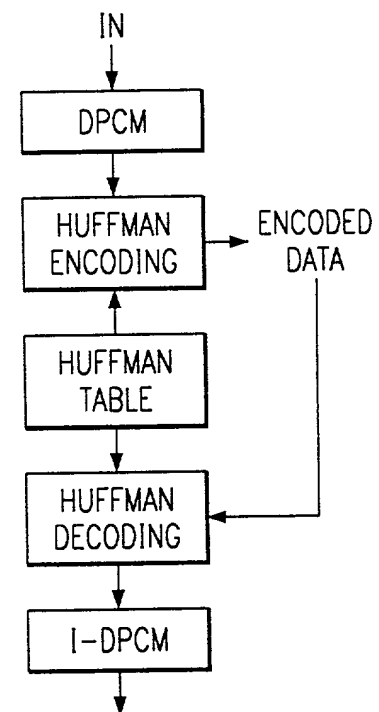 IN
DPCM
HUFFMAN
ENCODING
ENCODED
DATA
HUFFMAN
TABLE
HUFFMAN
DECODING
I-DPCM